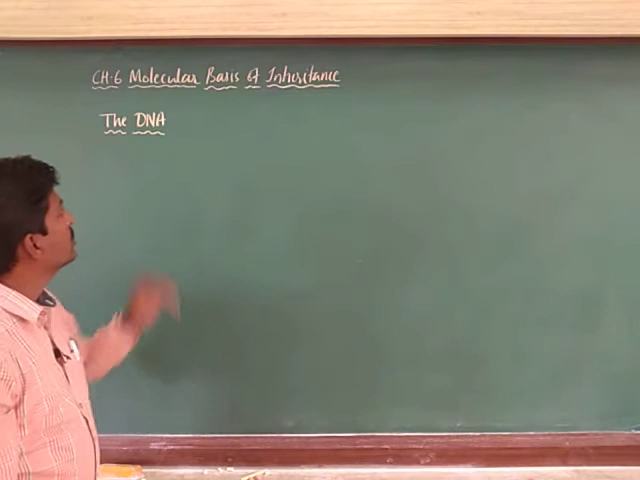 CH-6 Molecular Basis of Inheritance
The DNA